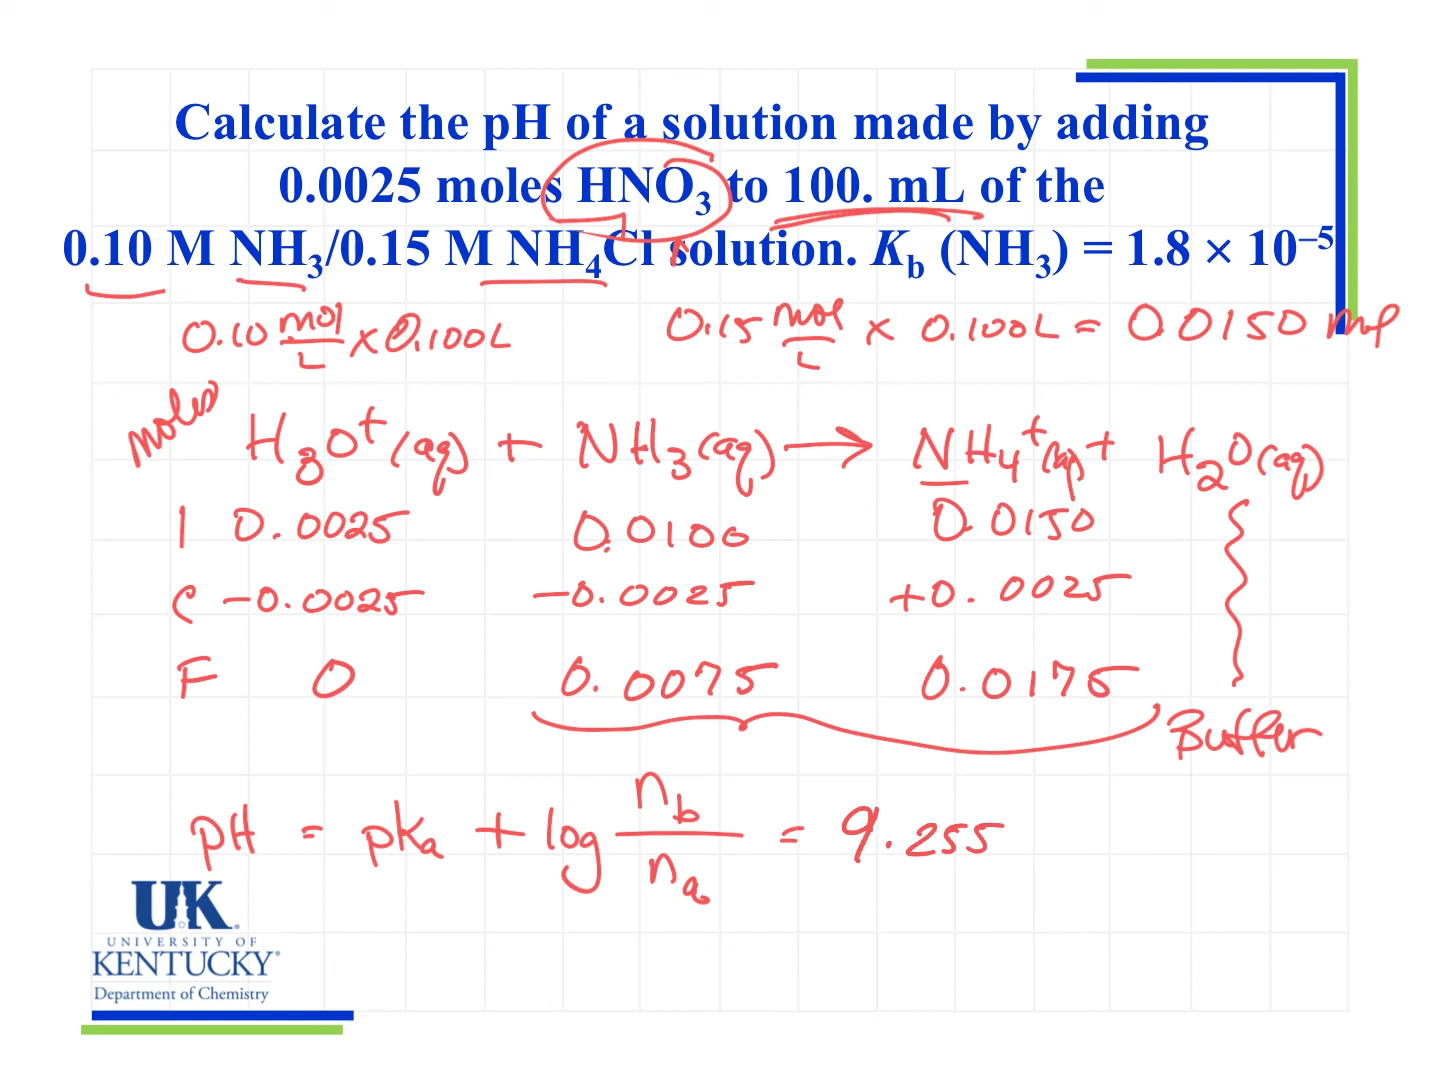 Calculate the pH of a solution made by adding
0.0025 moles HNO₃ to 100. mL of the
0.10 M NH₃/0.15 M NH₄Cl solution. K_b (NH₃) = 1.8 × 10⁻⁵
0.10 mol/L × 0.100L 0.15 mol/L × 0.100L = 0.0150 mol
moles H₃O⁺(aq) + NH₃(aq) → NH₄⁺(aq) + H₂O(aq)
I 0.0025 0.0100 0.0150
C -0.0025 -0.0025 +0.0025
F 0 0.0075 0.0175
Buffer
pH = pKₐ + log n_b/nₐ = 9.255
UK
UNIVERSITY OF
KENTUCKY
Department of Chemistry